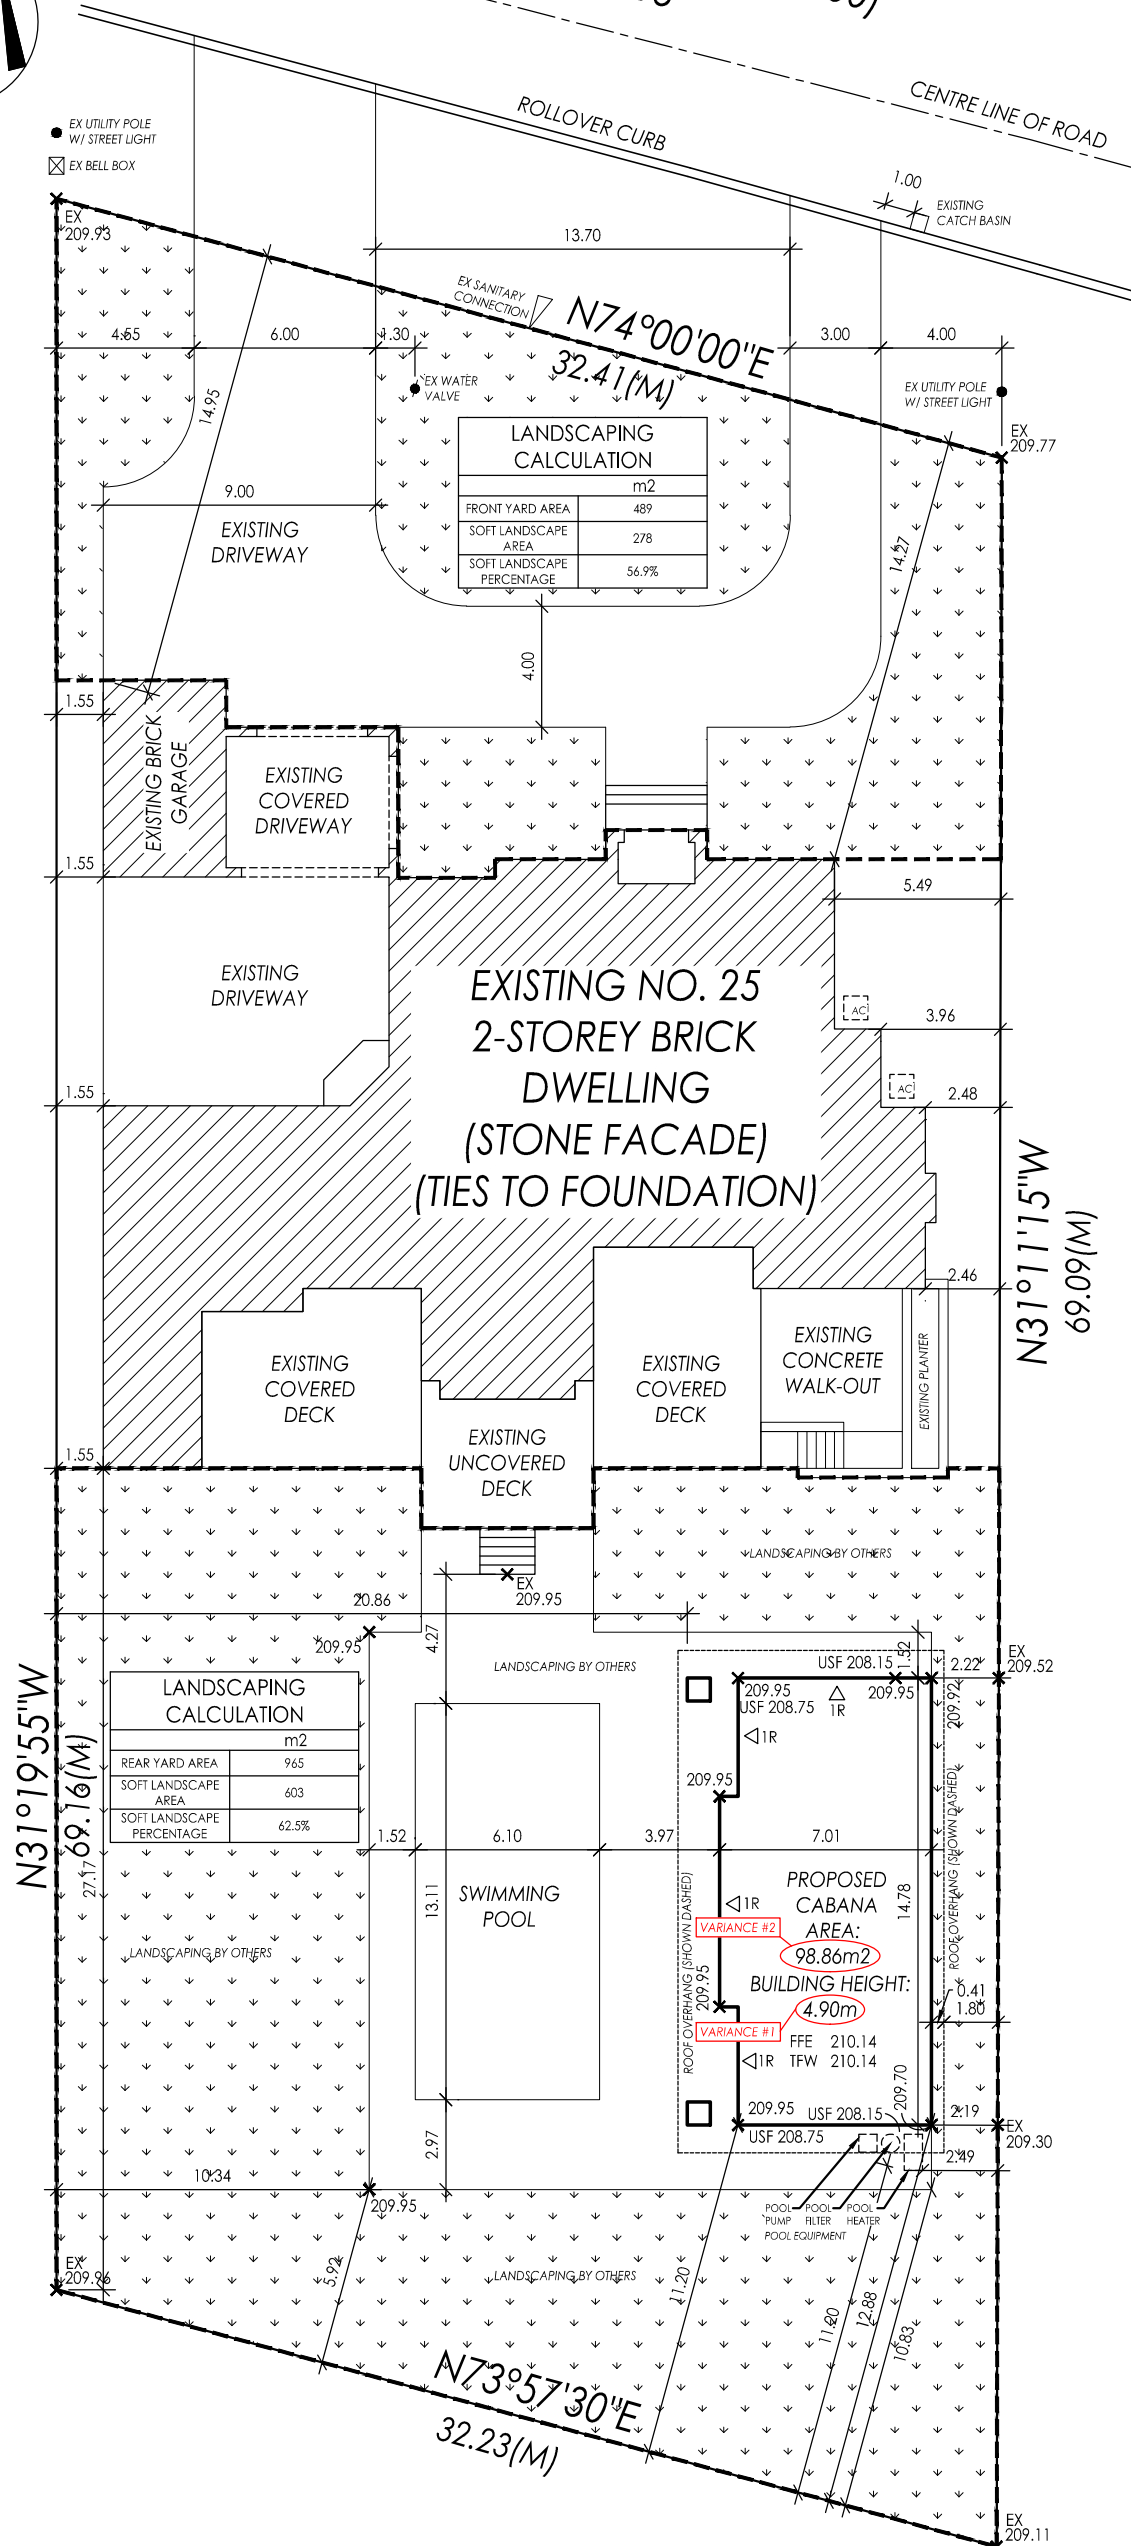 CENTRE LINE OF ROAD
ROLLOVER CURB
EX UTILITY POLE
W/ STREET LIGHT
EX BELL BOX
1.00
EXISTING
CATCH BASIN
EX
209.93
13.70
EX SANITARY
CONNECTION
N74°00'00"E
32.41(M)
4.55
6.00
1.30
3.00
4.00
EX WATER
VALVE
EX UTILITY POLE
W/ STREET LIGHT
14.95
EX
209.77
LANDSCAPING
CALCULATION
m2
FRONT YARD AREA 489
SOFT LANDSCAPE
AREA 278
SOFT LANDSCAPE
PERCENTAGE 56.9%
9.00
EXISTING
DRIVEWAY
14.27
4.00
1.55
EXISTING BRICK
GARAGE
EXISTING
COVERED
DRIVEWAY
1.55
5.49
EXISTING
DRIVEWAY
EXISTING NO. 25
2-STOREY BRICK
DWELLING
(STONE FACADE)
(TIES TO FOUNDATION)
AC
3.96
AC
2.48
1.55
N31°11'15"W
69.09(M)
2.46
EXISTING
COVERED
DECK
EXISTING
COVERED
DECK
EXISTING
CONCRETE
WALK-OUT
EXISTING PLANTER
EXISTING
UNCOVERED
DECK
1.55
LANDSCAPING BY OTHERS
EX
209.95
20.86
4.27
209.95
LANDSCAPING BY OTHERS
USF 208.15
1.52
2.22
EX
209.52
209.95
USF 208.75
1R
209.95
209.92
1R
LANDSCAPING
CALCULATION
m2
REAR YARD AREA 965
SOFT LANDSCAPE
AREA 603
SOFT LANDSCAPE
PERCENTAGE 62.5%
N31°19'55"W
69.16(M)
27.17
209.95
1.52
6.10
3.97
7.01
13.11
SWIMMING
POOL
ROOF OVERHANG (SHOWN DASHED)
ROOF OVERHANG (SHOWN DASHED)
PROPOSED
CABANA
AREA:
98.86m2
14.78
1R
VARIANCE #2
BUILDING HEIGHT:
4.90m
209.95
VARIANCE #1
FFE 210.14
TFW 210.14
1R
0.41
1.80
LANDSCAPING BY OTHERS
209.70
209.95
USF 208.15
USF 208.75
2.19
EX
209.30
2.49
2.97
10.34
209.95
POOL
PUMP
POOL
FILTER
POOL
HEATER
POOL EQUIPMENT
EX
209.96
5.92
LANDSCAPING BY OTHERS
11.20
11.20
12.88
10.83
N73°57'30"E
32.23(M)
EX
209.11